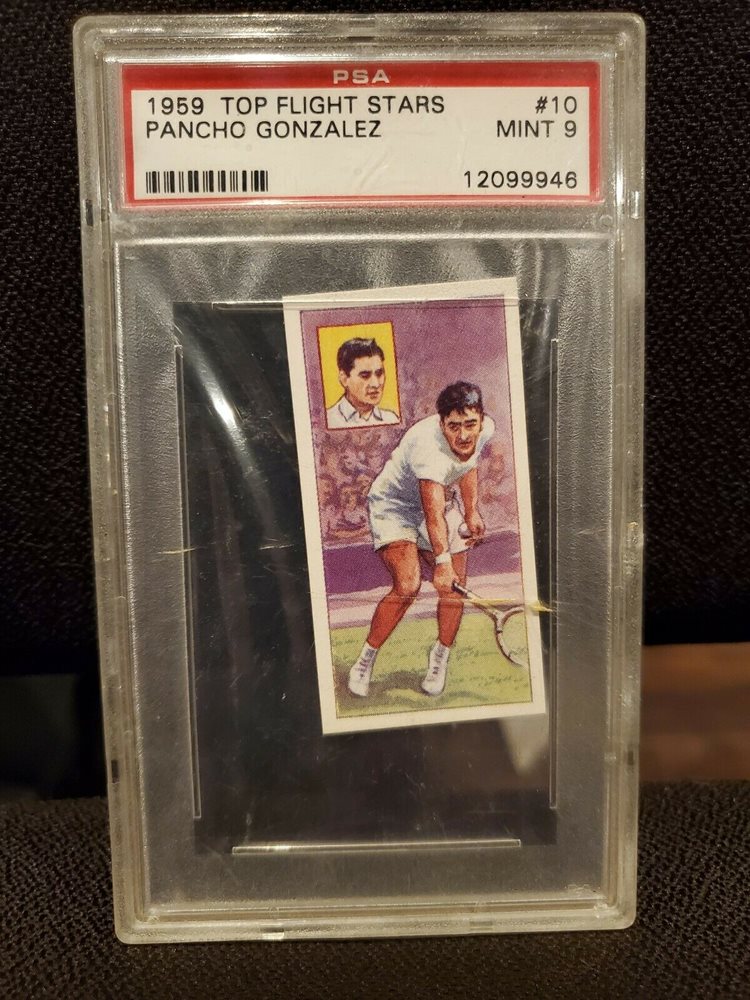 PSA
1959 TOP FLIGHT STARS #10
PANCHO GONZALEZ MINT 9
12099946